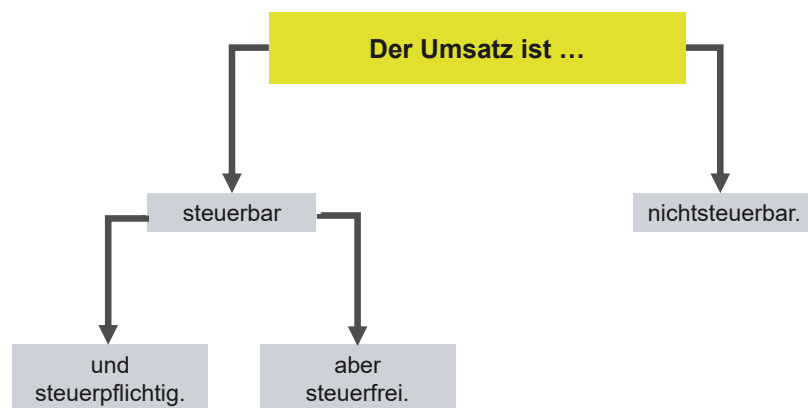 Der Umsatz ist …
steuerbar
nichtsteuerbar.
und
steuerpflichtig.
aber
steuerfrei.